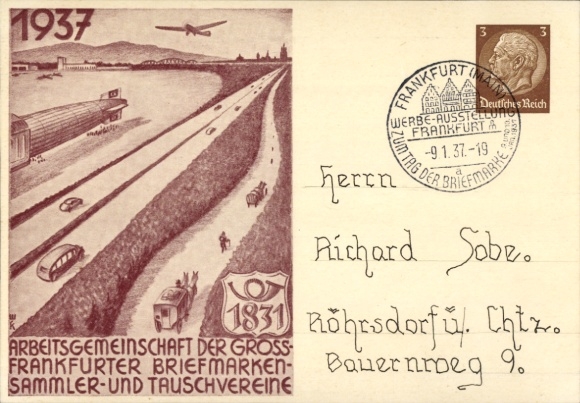 1937
1831
ARBEITSGEMEINSCHAFT DER GROSS-
FRANKFURTER BRIEFMARKEN-
SAMMLER-UND TAUSCHVEREINE
3 3
Deutsches Reich
FRANKFURT (MAIN)
WERBE-AUSSTELLUNG
FRANKFURT
-9.1.37.-19
a
ZUM TAG DER BRIEFMARKE
Herrn
Richard Sobe.
Röhrsdorf ü/ Chtz.
Bauernweg 9.